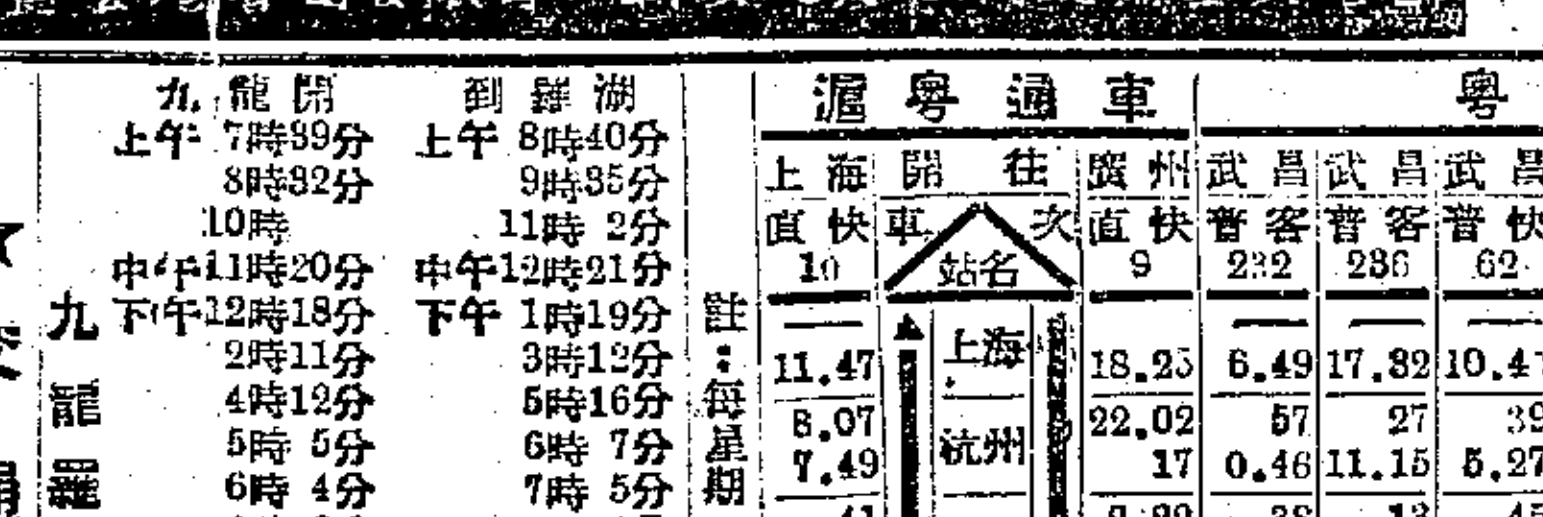 九龍開 到羅湖
上午 7時39分 上午 8時40分
8時32分 9時35分
10時 11時 2分
中午11時20分 中午12時21分
下午12時18分 下午 1時19分
2時11分 3時12分
4時12分 5時16分
5時 5分 6時 7分
6時 4分 7時 5分
九龍羅
註：每星期
滬粵通車 粵
上海 開往 廣州 武昌 武昌 武昌
直快 車次 直快 普客 普客 普快
10 站名 9 232 236 62
11.47 上海 18.25 6.49 17.32 10.47
8.07 杭州 22.02 57 27 39
7.49 17 0.46 11.15 5.27